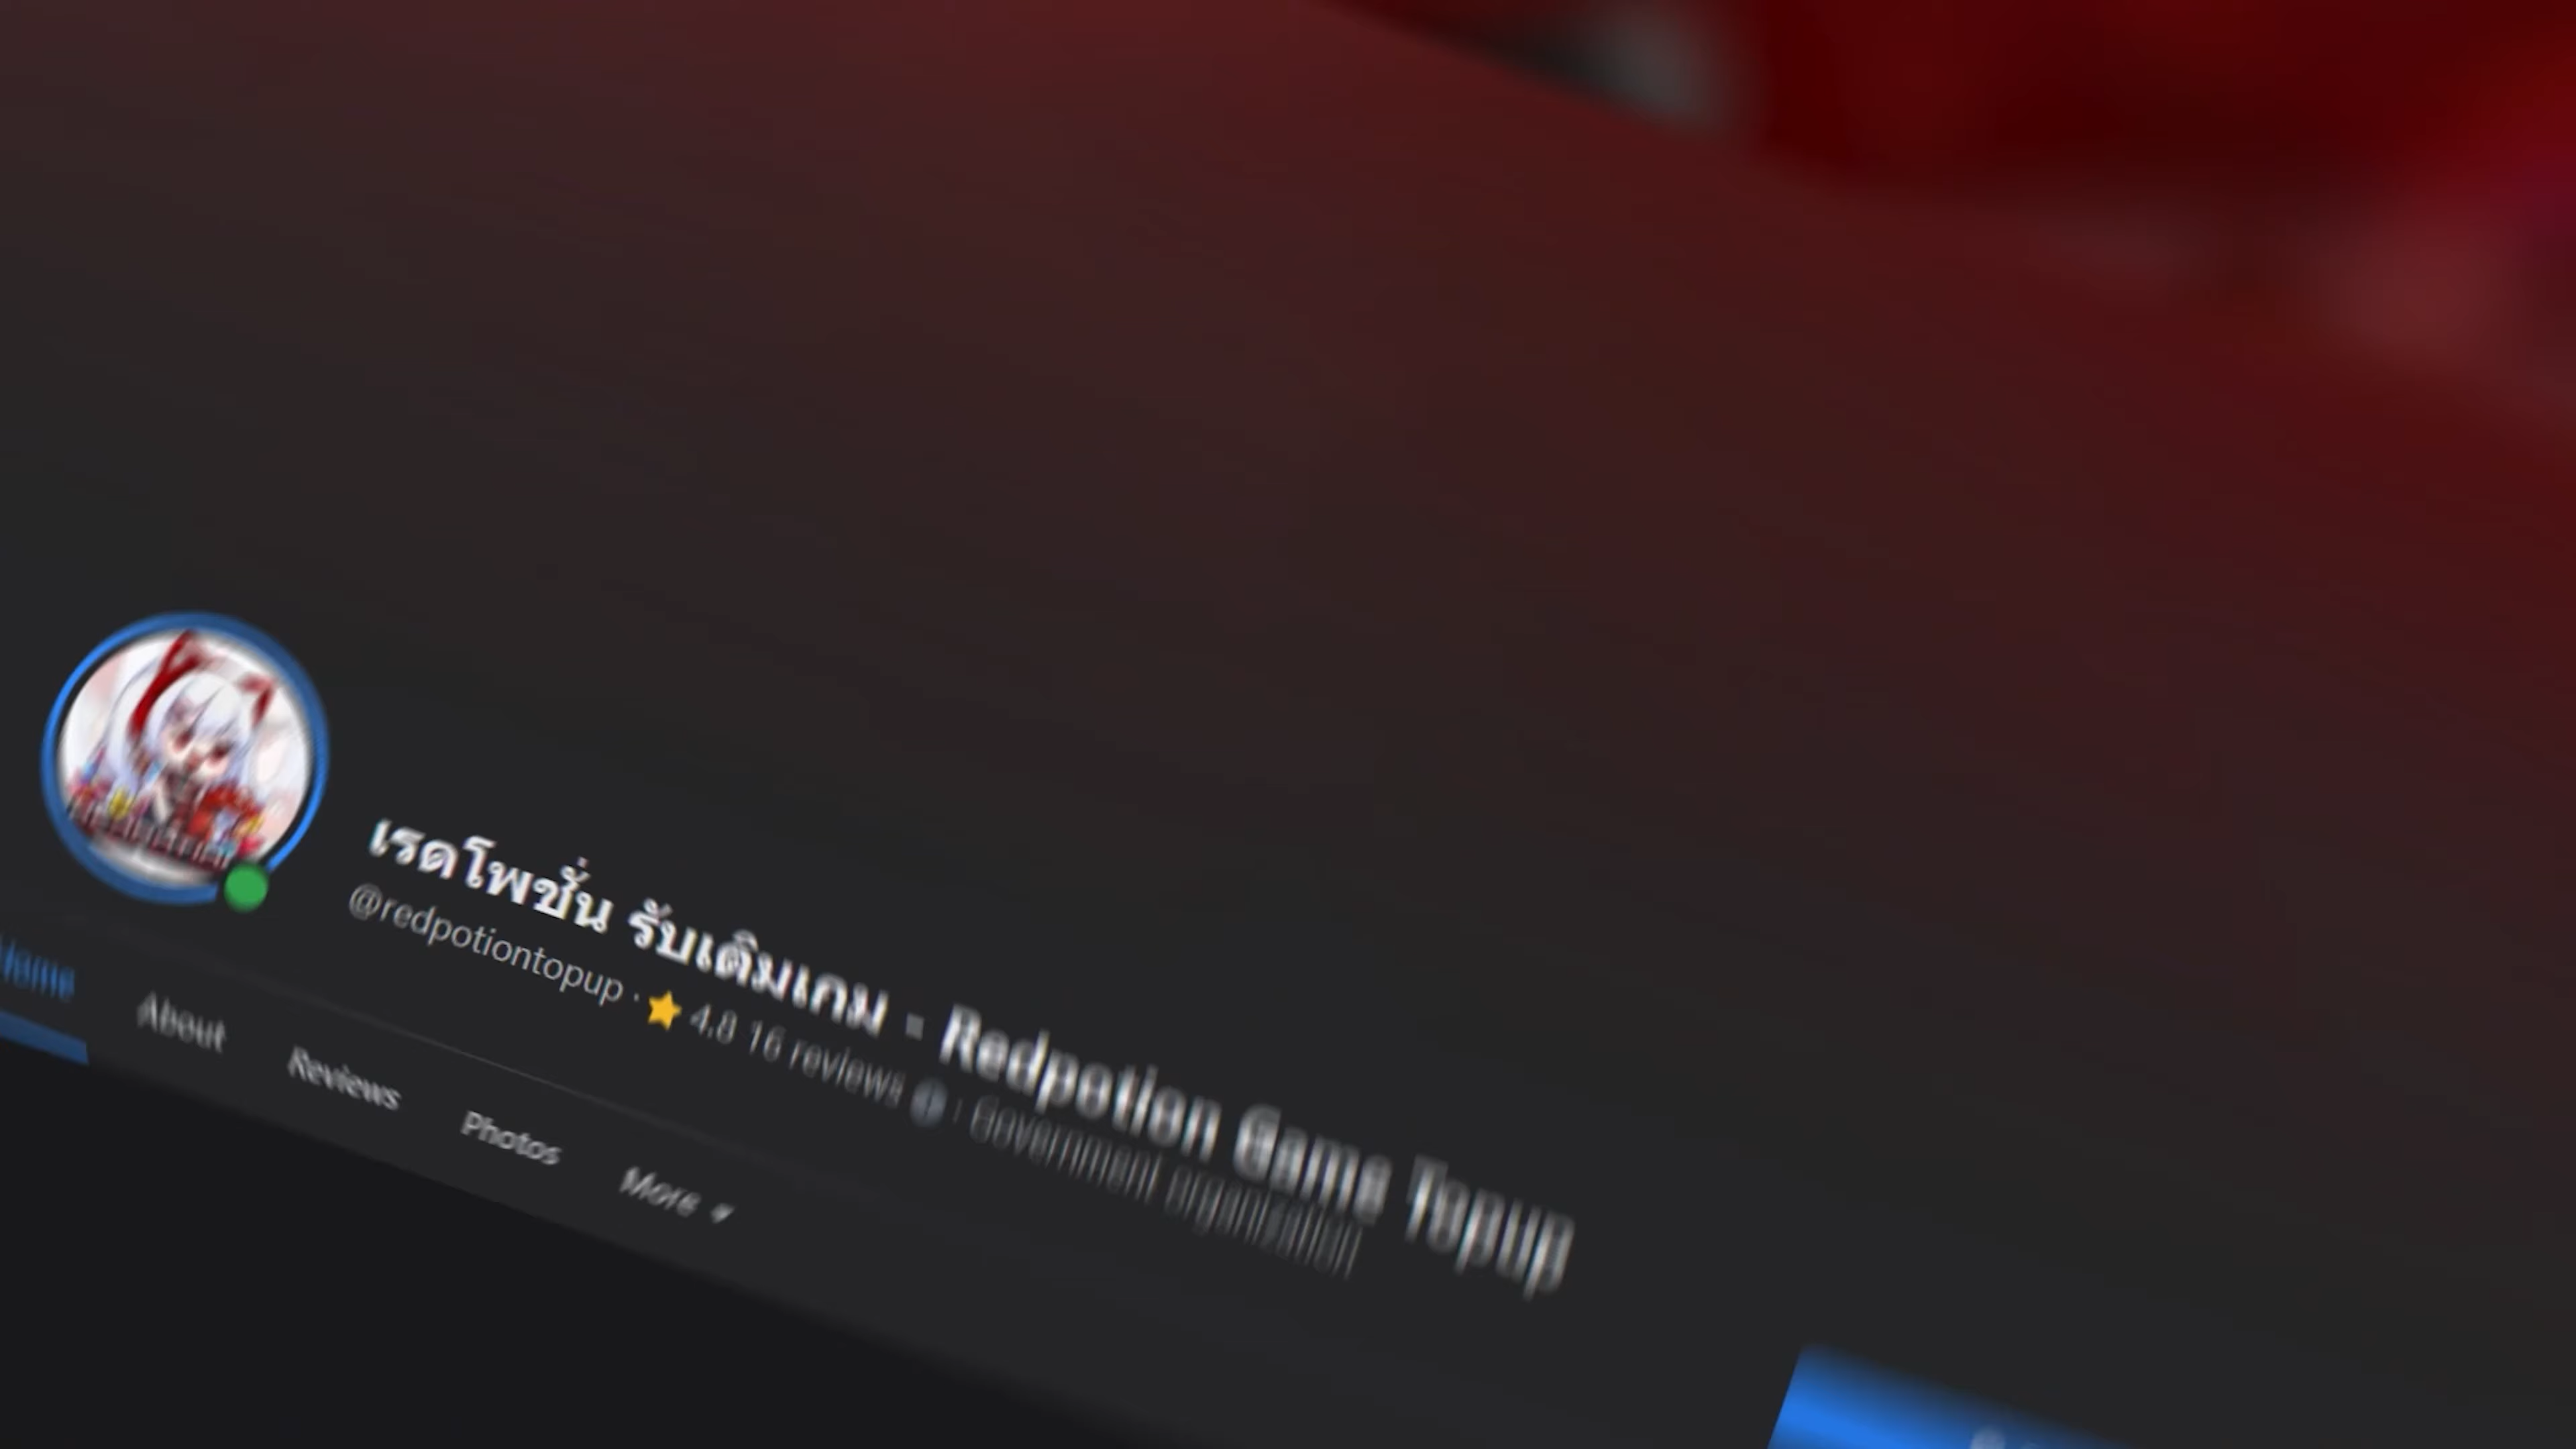 เรดโพชั่น รับเติมเกม - Redpotion Game Topup
@redpotiontopup · ⭐ 4.8 16 reviews · Government organisation
Home
About
Reviews
Photos
More